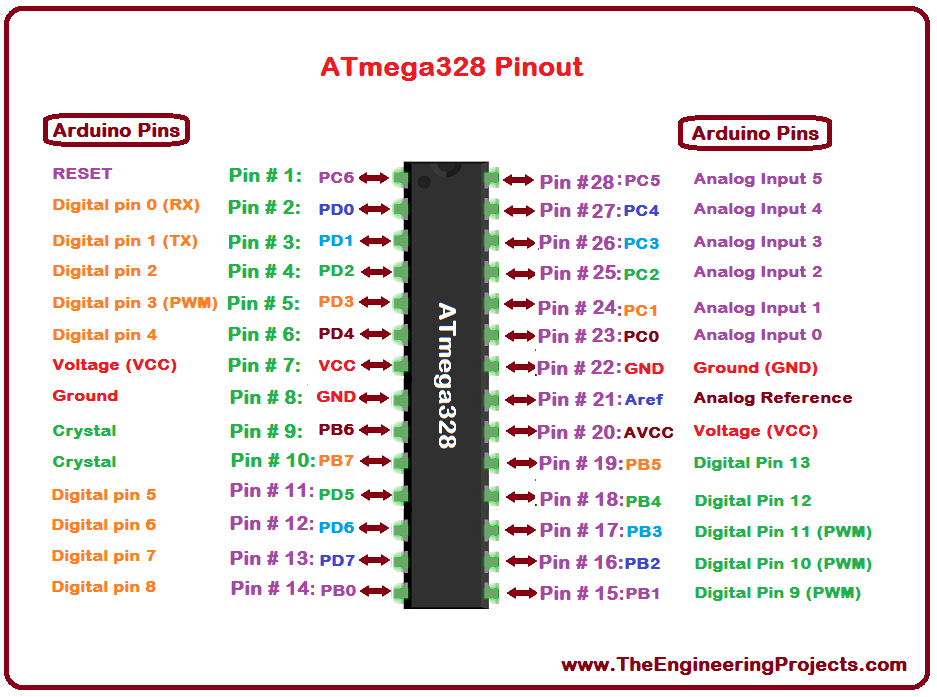 ATmega328 Pinout
Arduino Pins
Arduino Pins
RESET Pin # 1: PC6 Pin #28: PC5 Analog Input 5
Digital pin 0 (RX) Pin # 2: PD0 Pin #27: PC4 Analog Input 4
Digital pin 1 (TX) Pin # 3: PD1 Pin # 26: PC3 Analog Input 3
Digital pin 2 Pin # 4: PD2 Pin # 25: PC2 Analog Input 2
Digital pin 3 (PWM) Pin # 5: PD3 Pin # 24: PC1 Analog Input 1
Digital pin 4 Pin # 6: PD4 Pin # 23: PC0 Analog Input 0
Voltage (VCC) Pin # 7: VCC Pin # 22: GND Ground (GND)
Ground Pin # 8: GND Pin # 21: Aref Analog Reference
Crystal Pin # 9: PB6 Pin # 20: AVCC Voltage (VCC)
Crystal Pin # 10: PB7 Pin # 19: PB5 Digital Pin 13
Digital pin 5 Pin # 11: PD5 Pin # 18: PB4 Digital Pin 12
Digital pin 6 Pin # 12: PD6 Pin # 17: PB3 Digital Pin 11 (PWM)
Digital pin 7 Pin # 13: PD7 Pin # 16: PB2 Digital Pin 10 (PWM)
Digital pin 8 Pin # 14: PB0 Pin # 15: PB1 Digital Pin 9 (PWM)
ATmega328
www.TheEngineeringProjects.com